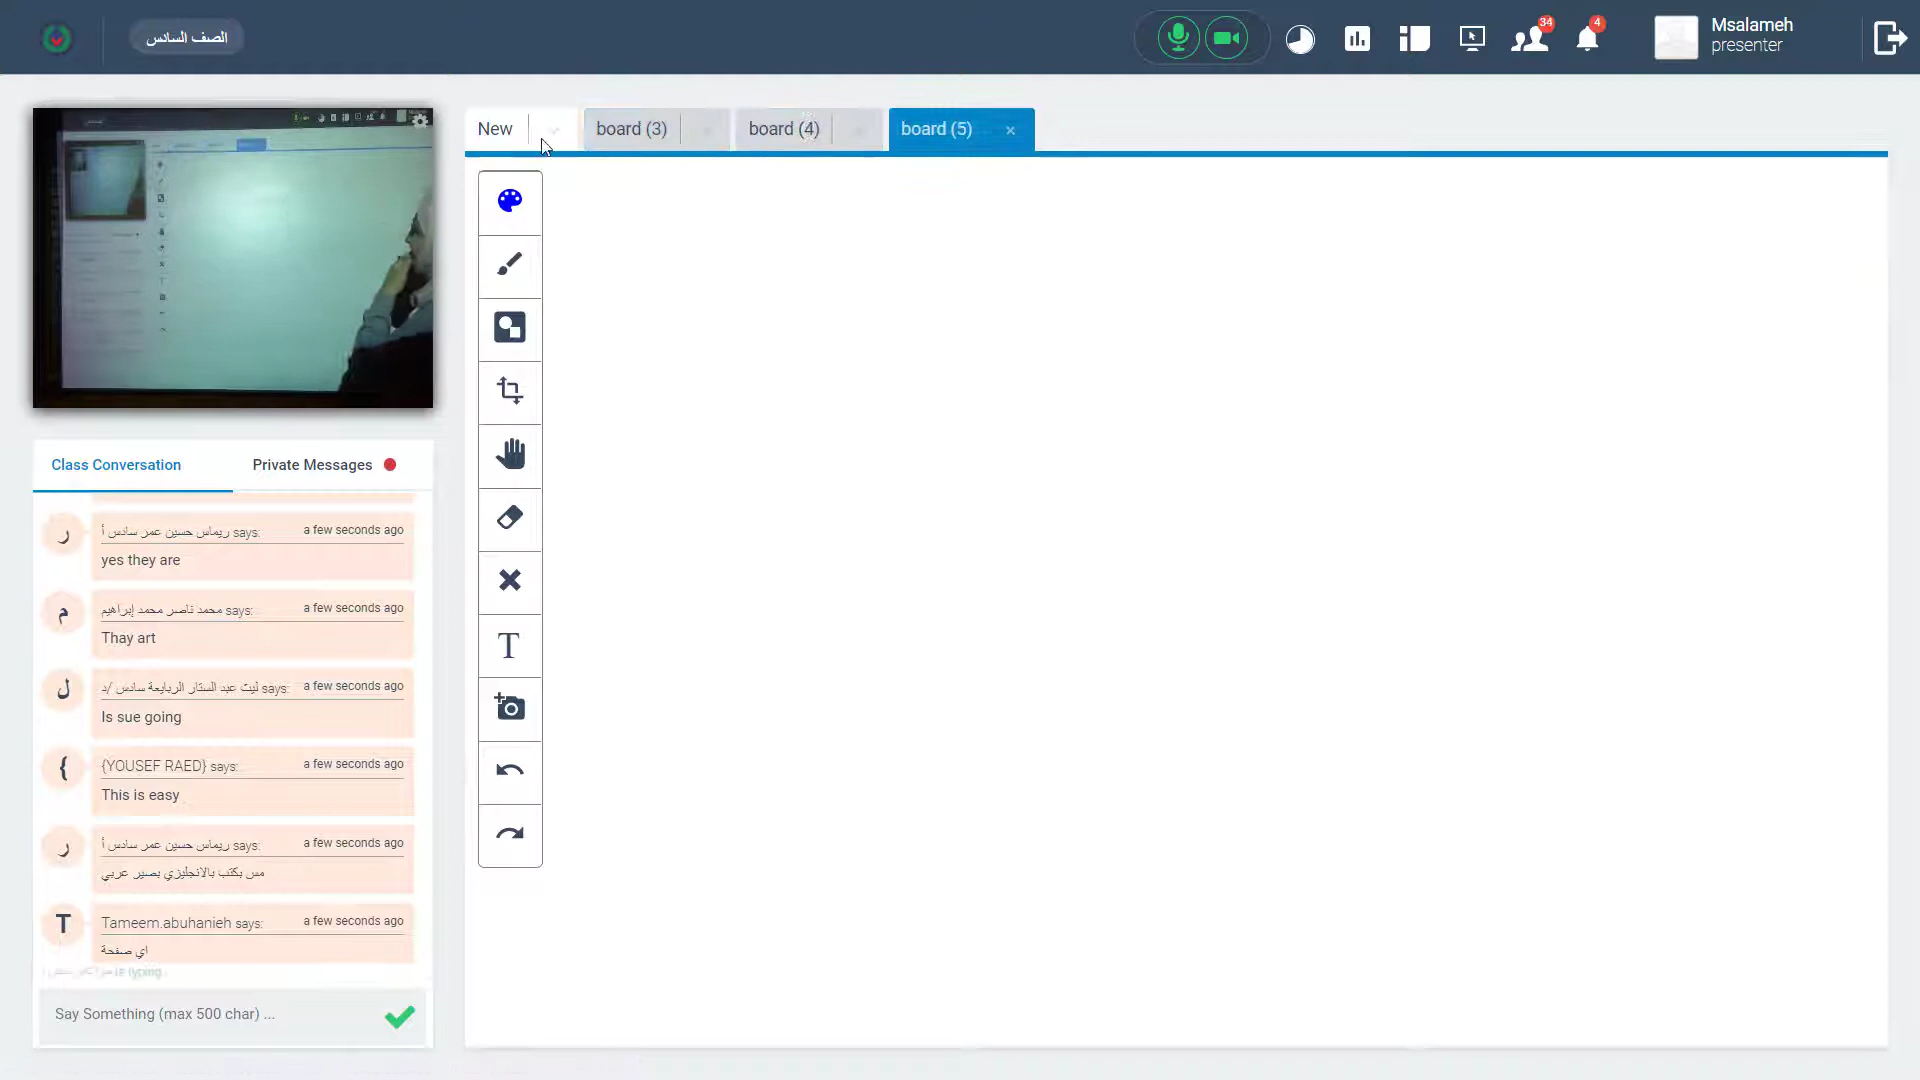 الصف السادس
34
4
Msalameh
presenter
New
board (3)
board (4)
board (5)
Class Conversation
Private Messages
ريماس حسين عمر سادس أ says:
a few seconds ago
yes they are
محمد ناصر محمد إبراهيم says:
a few seconds ago
Thay art
ليث عبد الستار الربايعة سادس /د says:
a few seconds ago
Is sue going
{YOUSEF RAED} says:
a few seconds ago
This is easy
ريماس حسين عمر سادس أ says:
a few seconds ago
مس بكتب بالانجليزي بصير عربي
Tameem.abuhanieh says:
a few seconds ago
اي صفحة
Say Something (max 500 char) ...